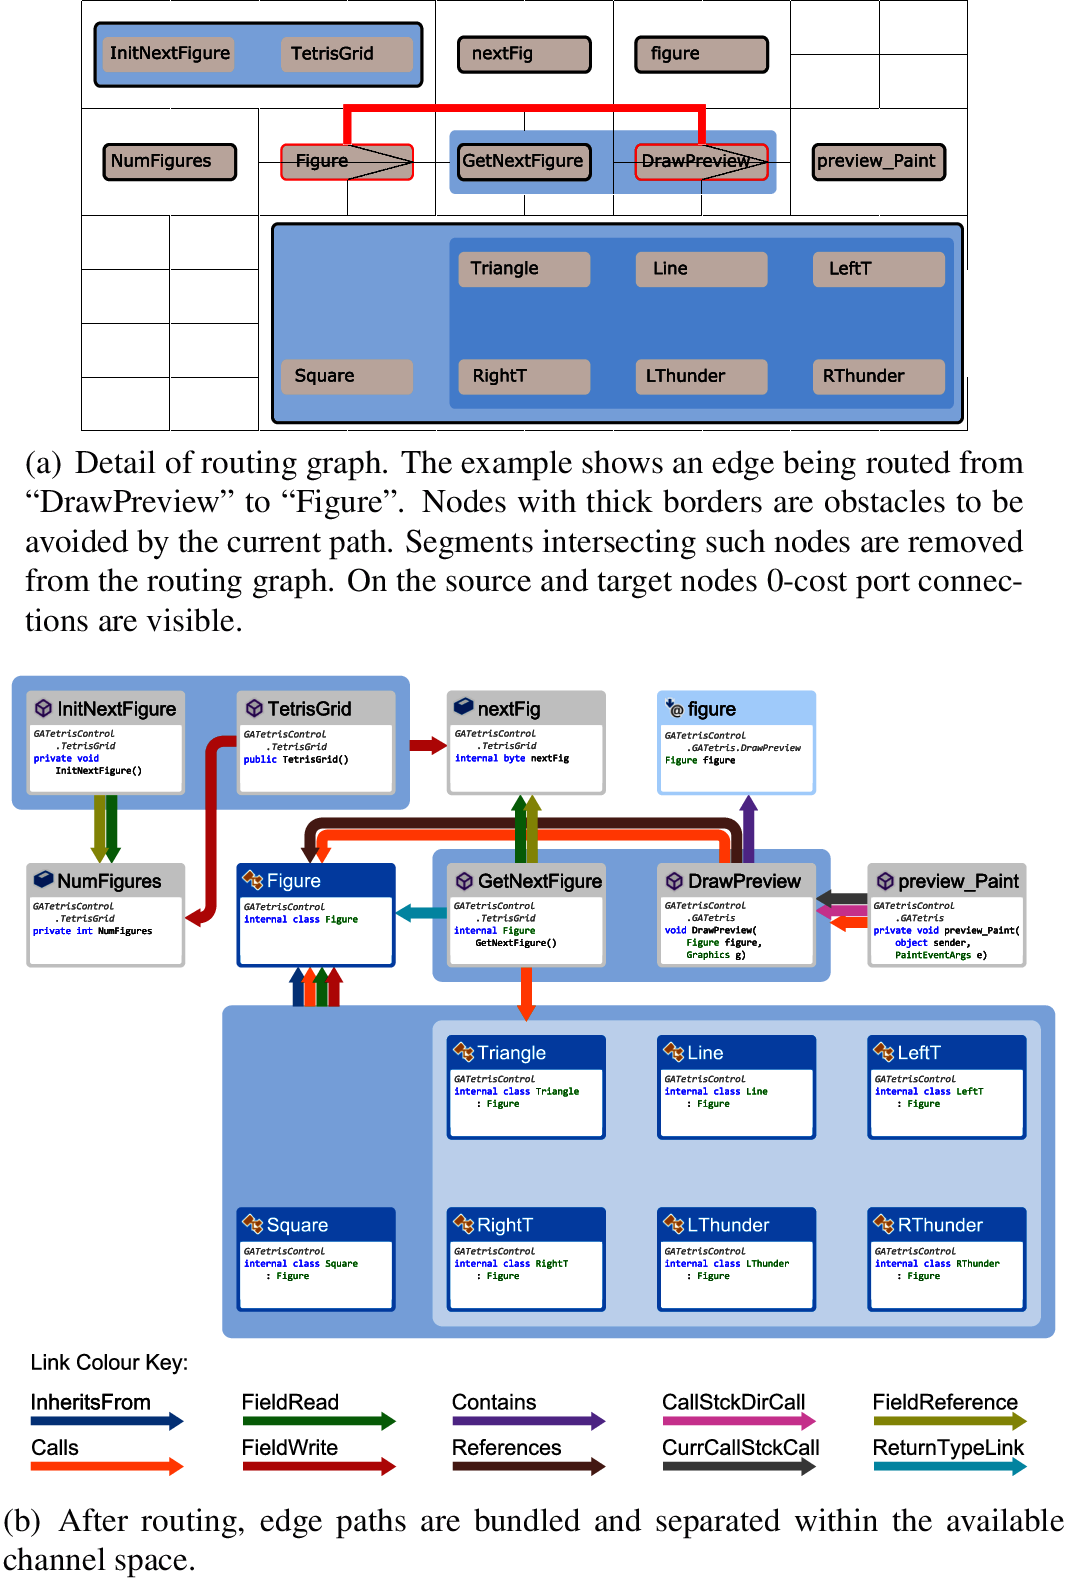 InitNextFigure TetrisGrid nextFig figure
NumFigures Figure GetNextFigure DrawPreview preview_Paint
Triangle Line LeftT
Square RightT LThunder RThunder
(a) Detail of routing graph. The example shows an edge being routed from
“DrawPreview” to “Figure”. Nodes with thick borders are obstacles to be
avoided by the current path. Segments intersecting such nodes are removed
from the routing graph. On the source and target nodes 0-cost port connec-
tions are visible.
InitNextFigure
GATetrisControl
.TetrisGrid
private void
InitNextFigure()
TetrisGrid
GATetrisControl
.TetrisGrid
public TetrisGrid()
nextFig
GATetrisControl
.TetrisGrid
internal byte nextFig
figure
GATetrisControl
.GATetris.DrawPreview
Figure figure
NumFigures
GATetrisControl
.TetrisGrid
private int NumFigures
Figure
GATetrisControl
internal class Figure
GetNextFigure
GATetrisControl
.TetrisGrid
internal Figure
GetNextFigure()
DrawPreview
GATetrisControl
.GATetris
void DrawPreview(
Figure figure,
Graphics g)
preview_Paint
GATetrisControl
.GATetris
private void preview_Paint(
object sender,
PaintEventArgs e)
Triangle
GATetrisControl
internal class Triangle
: Figure
Line
GATetrisControl
internal class Line
: Figure
LeftT
GATetrisControl
internal class LeftT
: Figure
Square
GATetrisControl
internal class Square
: Figure
RightT
GATetrisControl
internal class RightT
: Figure
LThunder
GATetrisControl
internal class LThunder
: Figure
RThunder
GATetrisControl
internal class RThunder
: Figure
Link Colour Key:
InheritsFrom FieldRead Contains CallStckDirCall FieldReference
Calls FieldWrite References CurrCallStckCall ReturnTypeLink
(b) After routing, edge paths are bundled and separated within the available
channel space.